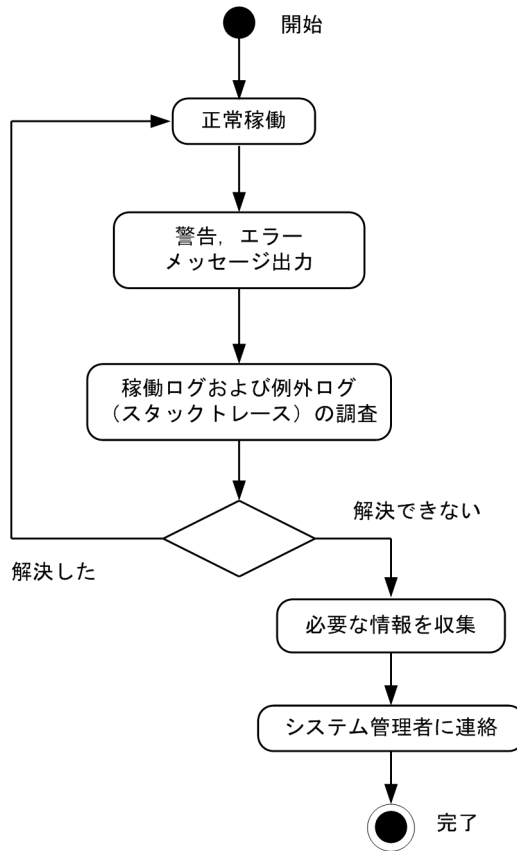 開始
正常稼働
警告，エラー
メッセージ出力
稼働ログおよび例外ログ
（スタックトレース）の調査
解決できない
解決した
必要な情報を収集
システム管理者に連絡
完了